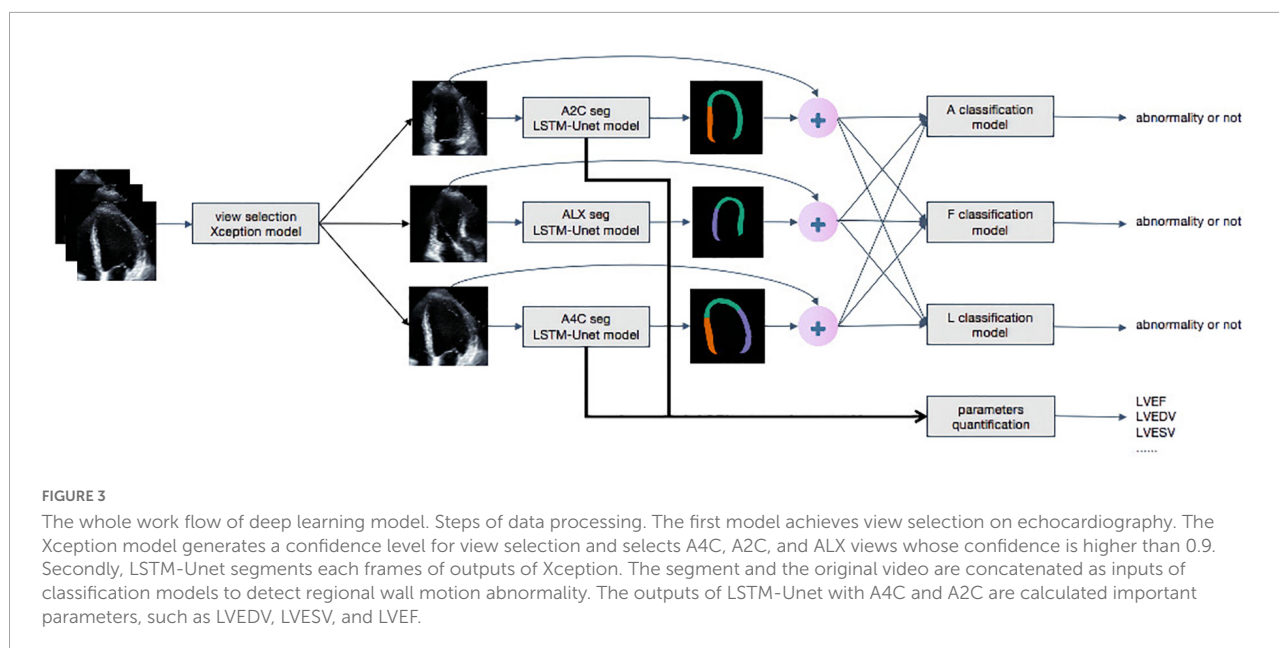 A2C seg
LSTM-Unet model
A classification
model
abnormality or not
view selection
Xception model
ALX seg
LSTM-Unet model
F classification
model
abnormality or not
A4C seg
LSTM-Unet model
L classification
model
abnormality or not
parameters
quantification
LVEF
LVEDV
LVESV
......
FIGURE 3
The whole work flow of deep learning model. Steps of data processing. The first model achieves view selection on echocardiography. The
Xception model generates a confidence level for view selection and selects A4C, A2C, and ALX views whose confidence is higher than 0.9.
Secondly, LSTM-Unet segments each frames of outputs of Xception. The segment and the original video are concatenated as inputs of
classification models to detect regional wall motion abnormality. The outputs of LSTM-Unet with A4C and A2C are calculated important
parameters, such as LVEDV, LVESV, and LVEF.